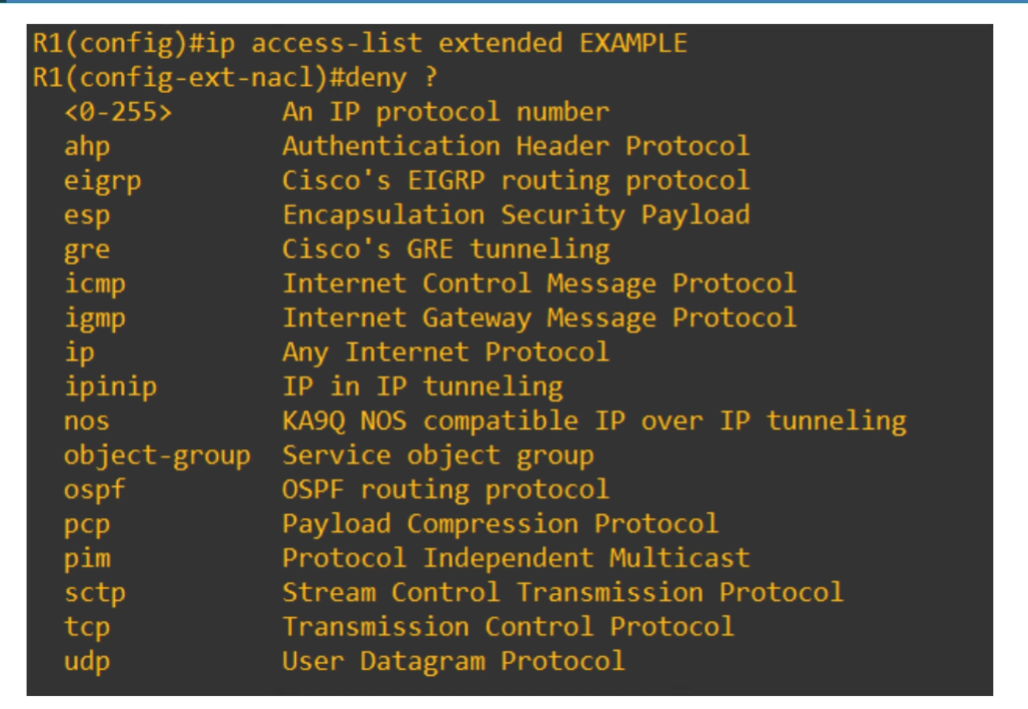 R1(config)#ip access-list extended EXAMPLE
R1(config-ext-nacl)#deny ?
<0-255> An IP protocol number
ahp Authentication Header Protocol
eigrp Cisco's EIGRP routing protocol
esp Encapsulation Security Payload
gre Cisco's GRE tunneling
icmp Internet Control Message Protocol
igmp Internet Gateway Message Protocol
ip Any Internet Protocol
ipinip IP in IP tunneling
nos KA9Q NOS compatible IP over IP tunneling
object-group Service object group
ospf OSPF routing protocol
pcp Payload Compression Protocol
pim Protocol Independent Multicast
sctp Stream Control Transmission Protocol
tcp Transmission Control Protocol
udp User Datagram Protocol